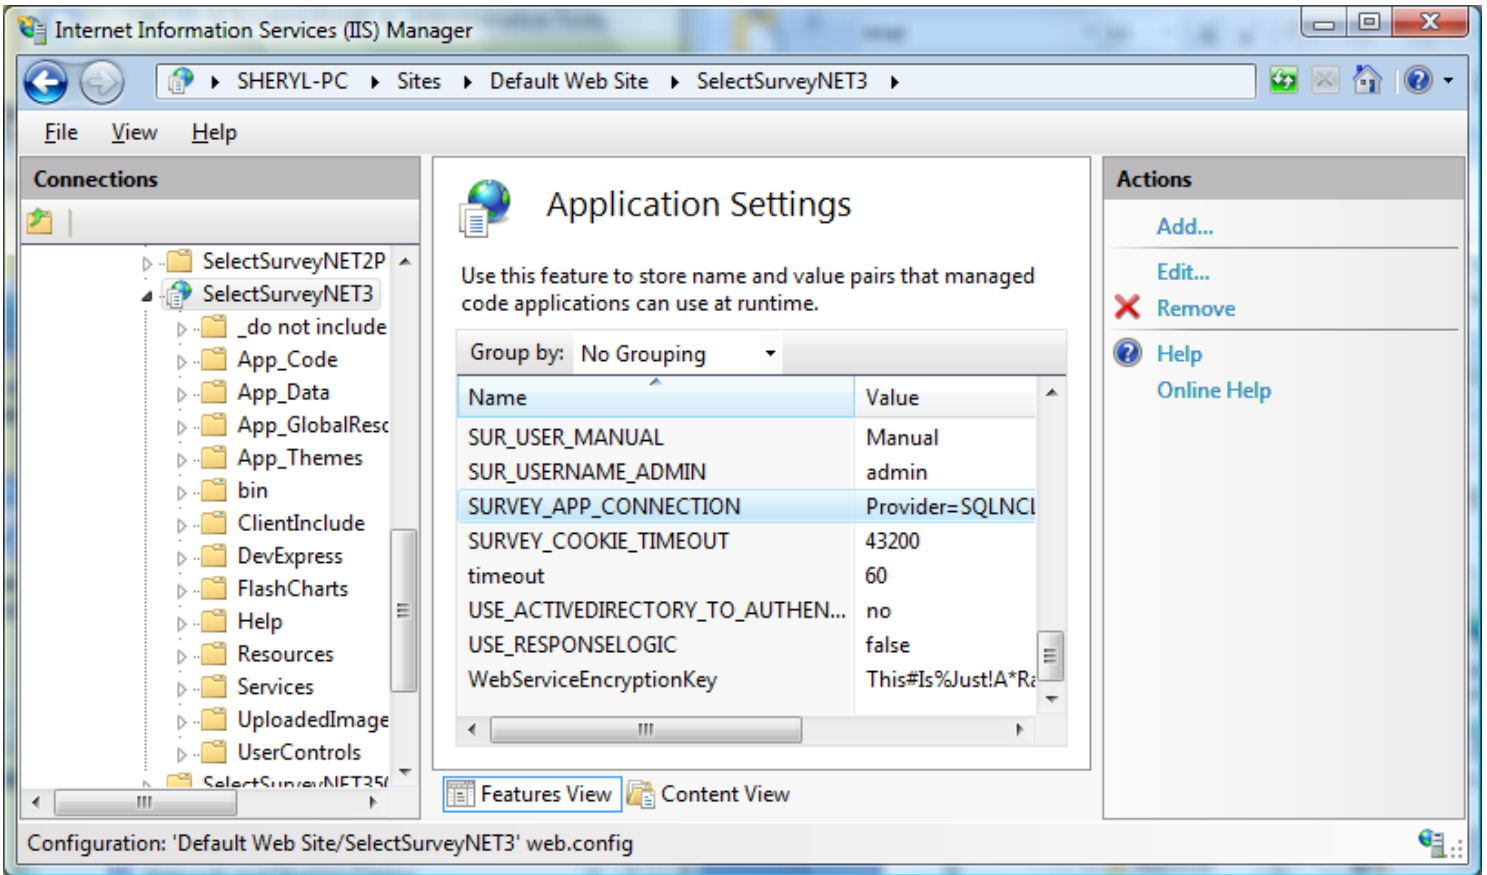 Internet Information Services (IIS) Manager
SHERYL-PC Sites Default Web Site SelectSurveyNET3
File View Help
Connections
SelectSurveyNET2P
SelectSurveyNET3
_do not include
App_Code
App_Data
App_GlobalResc
App_Themes
bin
ClientInclude
DevExpress
FlashCharts
Help
Resources
Services
UploadedImage
UserControls
SelectSurveyNET35(
Application Settings
Use this feature to store name and value pairs that managed
code applications can use at runtime.
Group by: No Grouping
Name Value
SUR_USER_MANUAL Manual
SUR_USERNAME_ADMIN admin
SURVEY_APP_CONNECTION Provider=SQLNCL
SURVEY_COOKIE_TIMEOUT 43200
timeout 60
USE_ACTIVEDIRECTORY_TO_AUTHEN... no
USE_RESPONSELOGIC false
WebServiceEncryptionKey This#Is%Just!A*Ra
Features View Content View
Actions
Add...
Edit...
Remove
Help
Online Help
Configuration: 'Default Web Site/SelectSurveyNET3' web.config